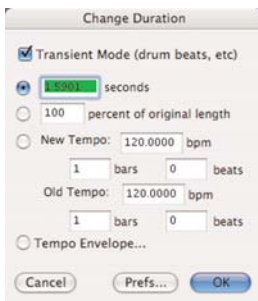 Change Duration
Transient Mode (drum beats, etc)
1.5901 seconds
100 percent of original length
New Tempo: 120.0000 bpm
1 bars 0 beats
Old Tempo: 120.0000 bpm
1 bars 0 beats
Tempo Envelope...
Cancel Prefs... OK